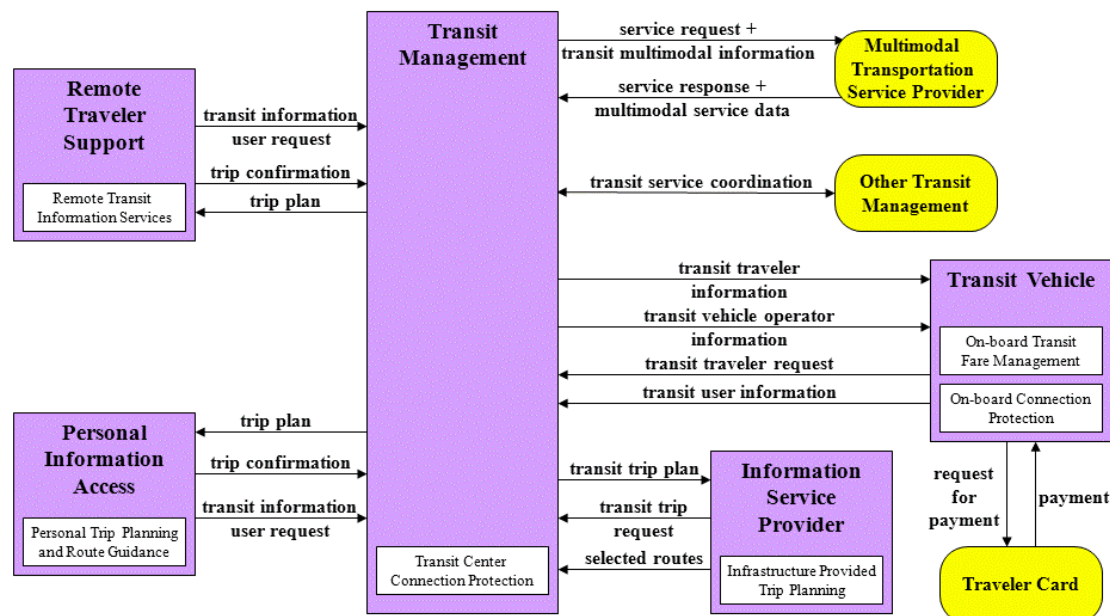 Transit
Management
service request +
transit multimodal information
Multimodal
Transportation
Service Provider
service response +
multimodal service data
Remote
Traveler
Support
Remote Transit
Information Services
transit information
user request
trip confirmation
trip plan
transit service coordination
Other Transit
Management
transit traveler
information
transit vehicle operator
information
transit traveler request
transit user information
Transit Vehicle
On-board Transit
Fare Management
On-board Connection
Protection
Personal
Information
Access
Personal Trip Planning
and Route Guidance
trip plan
trip confirmation
transit information
user request
transit trip plan
transit trip
request
selected routes
Information
Service
Provider
Infrastructure Provided
Trip Planning
Transit Center
Connection Protection
request
for
payment
payment
Traveler Card